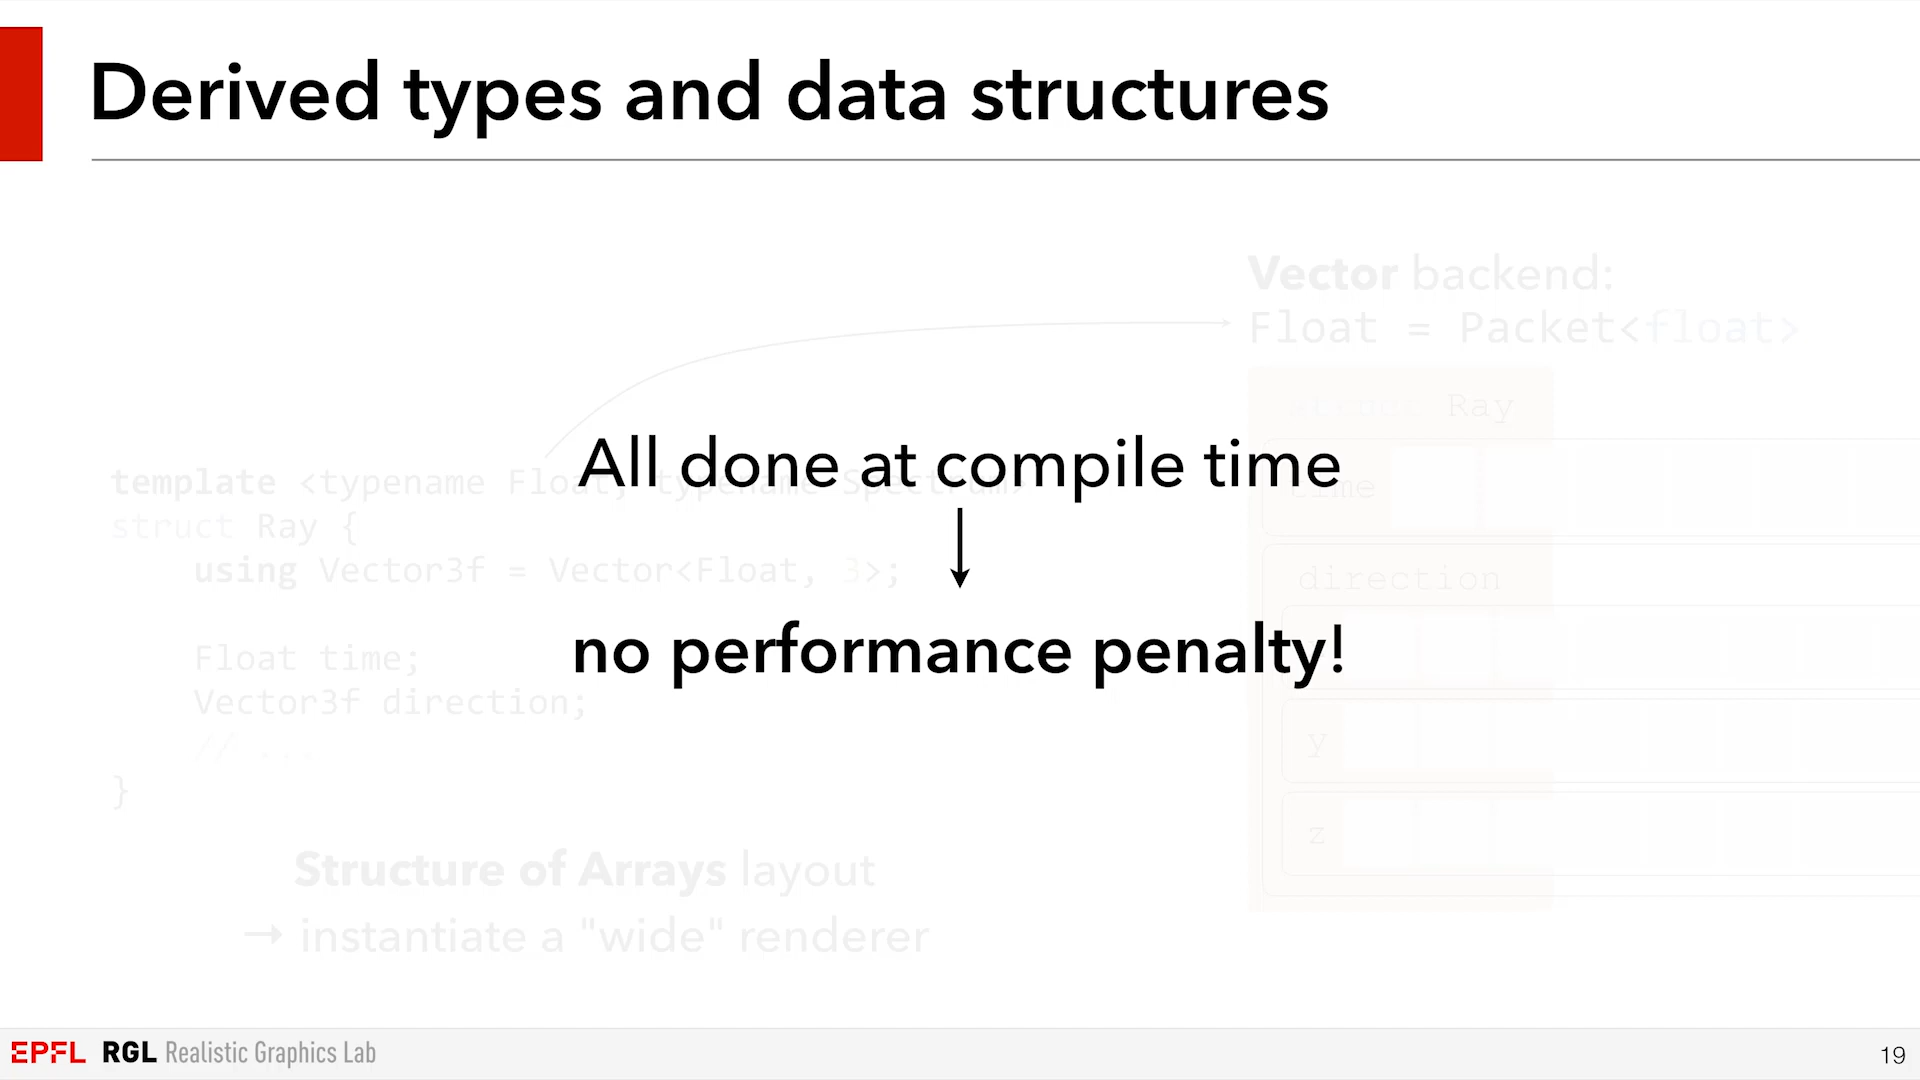 Derived types and data structures
Vector backend:
Float = Packet<float>
struct Ray
All done at compile time
template <typename Float, typename Spectrum>
time
struct Ray {
using Vector3f = Vector<Float, 3>;
direction
no performance penalty!
Float time;
Vector3f direction;
// ...
y
}
z
Structure of Arrays layout
→ instantiate a "wide" renderer
EPFL RGL Realistic Graphics Lab
19